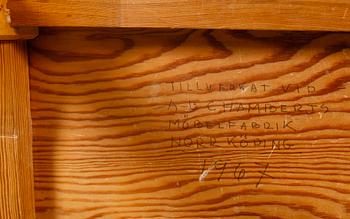 TILLVERKAT VID
A.B CHAMBERTS
MÖBELFABRIK
NORRKÖPING
1967